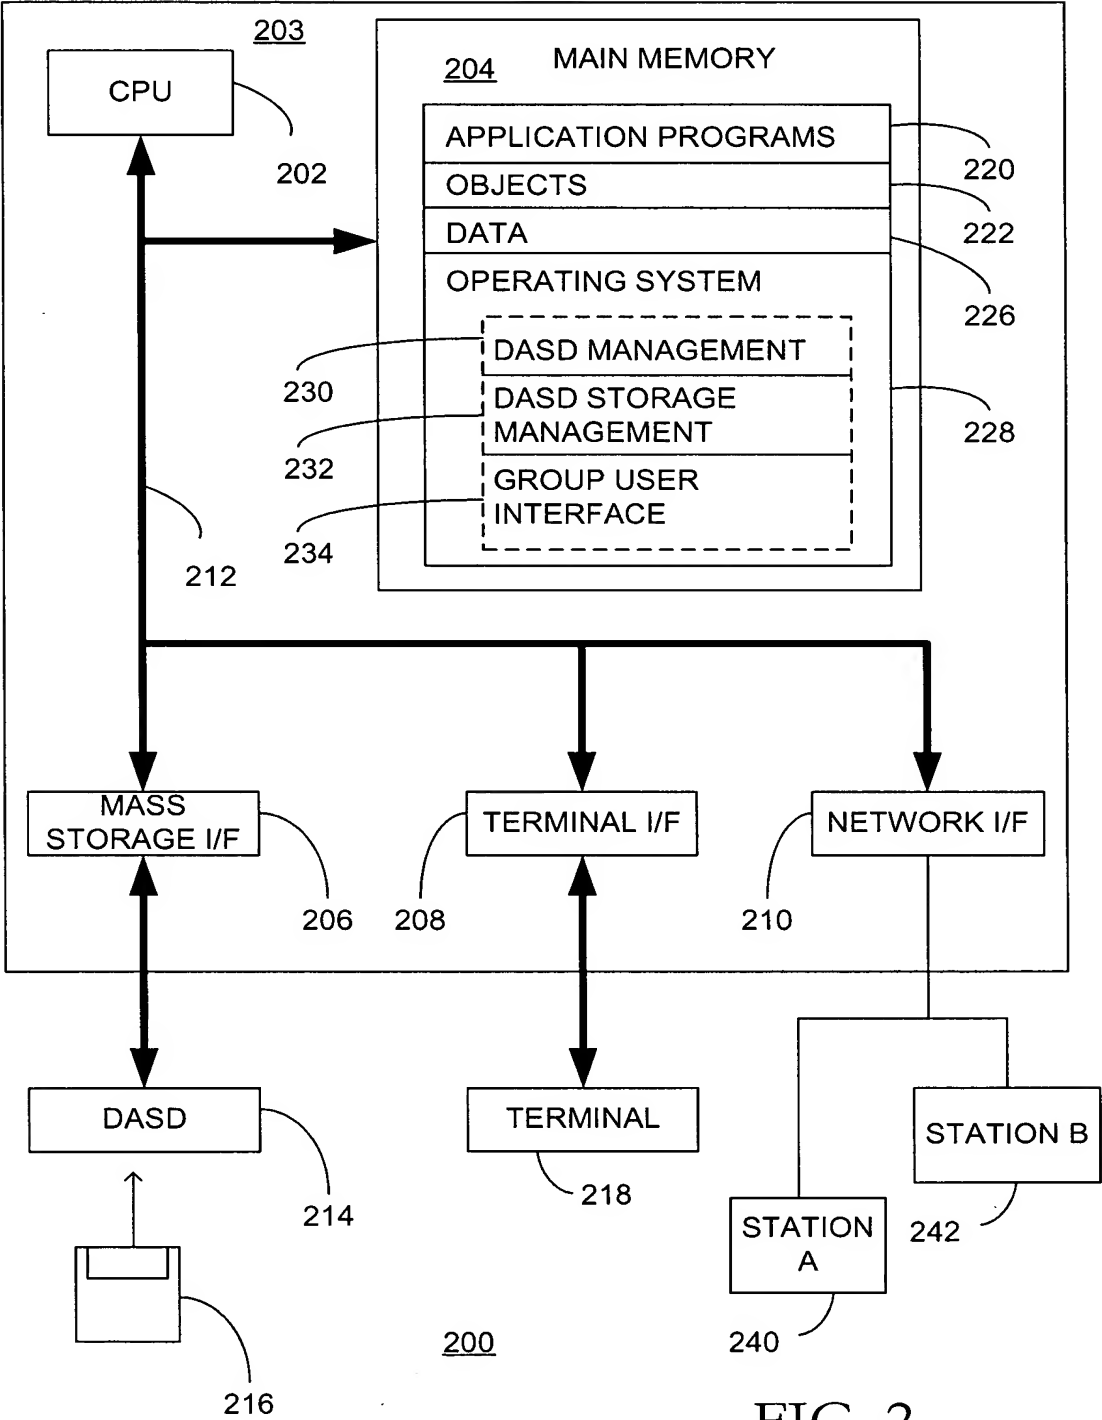 203
204
MAIN MEMORY
CPU
202
APPLICATION PROGRAMS
220
OBJECTS
222
DATA
226
OPERATING SYSTEM
230
DASD MANAGEMENT
232
DASD STORAGE
MANAGEMENT
228
234
GROUP USER
INTERFACE
212
MASS
STORAGE I/F
206
TERMINAL I/F
208
NETWORK I/F
210
DASD
214
TERMINAL
218
STATION B
242
STATION
A
240
216
200
FIG. 2